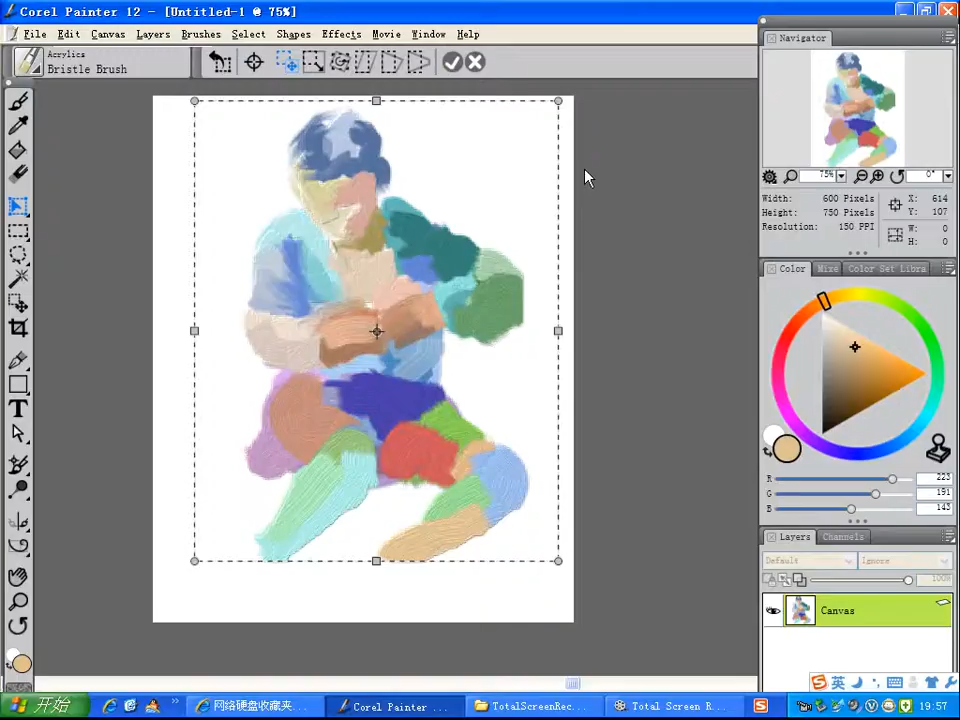 Corel Painter 12 - [Untitled-1 @ 75%]
File Edit Canvas Layers Brushes Select Shapes Effects Movie Window Help
Acrylics
Bristle Brush
Navigator
75% 0°
Width: 600 Pixels
Height: 750 Pixels
Resolution: 150 PPI
X: 614
Y: 107
W: 0
H: 0
Color Mixe Color Set Libra
R 223
G 191
B 143
Layers Channels
Default Ignore
100%
Canvas
T
英
开始
网络硬盘收藏夹...
Corel Painter ...
TotalScreenRec...
Total Screen R...
S
19:57